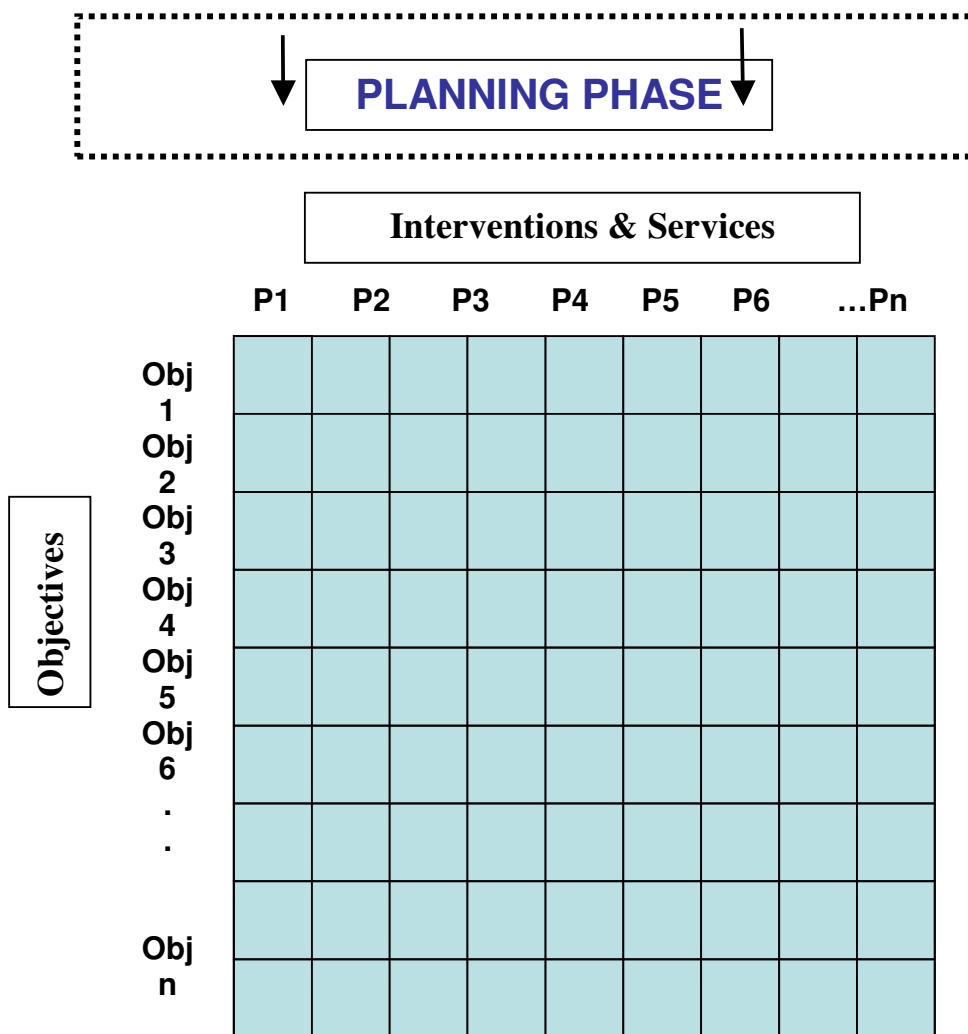 PLANNING PHASE
Interventions & Services
P1 P2 P3 P4 P5 P6 ...Pn
Objectives
Obj
1
Obj
2
Obj
3
Obj
4
Obj
5
Obj
6
.
.
Obj
n